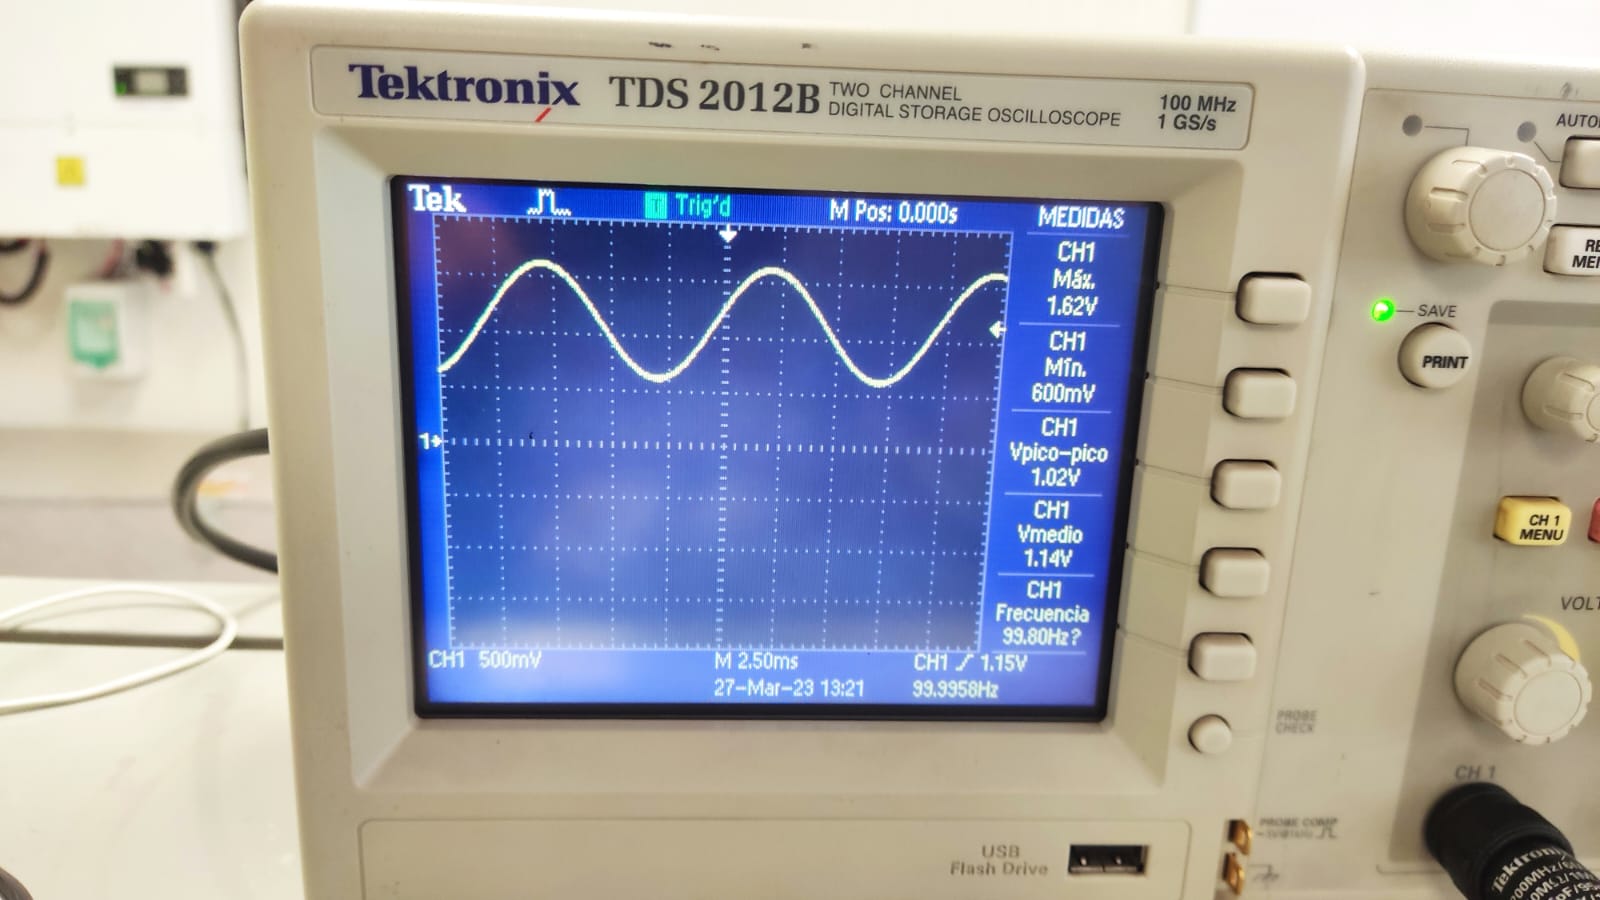 Tektronix TDS 2012B TWO CHANNEL
DIGITAL STORAGE OSCILLOSCOPE
100 MHz
1 GS/s
Tek Trig'd M Pos: 0.000s MEDIDAS
CH1
Máx.
1.62V
CH1
Mín.
600mV
CH1
Vpico-pico
1.02V
CH1
Vmedio
1.14V
CH1
Frecuencia
99.80Hz?
1
CH1 500mV M 2.50ms CH1 1.15V
27-Mar-23 13:21 99.9958Hz
SAVE
PRINT
CH 1
MENU
PROBE
CHECK
CH 1
PROBE COMP
USB
Flash Drive
Tektronix